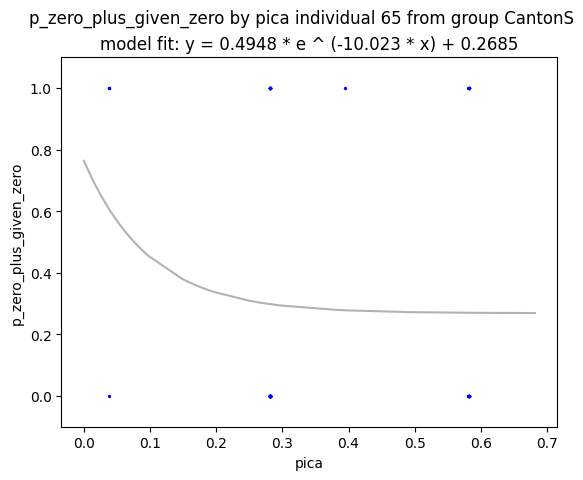 p_zero_plus_given_zero by pica individual 65 from group CantonS
model fit: y = 0.4948 * e ^ (-10.023 * x) + 0.2685
1.0
0.8
0.6
0.4
0.2
0.0
p_zero_plus_given_zero
0.0 0.1 0.2 0.3 0.4 0.5 0.6 0.7
pica